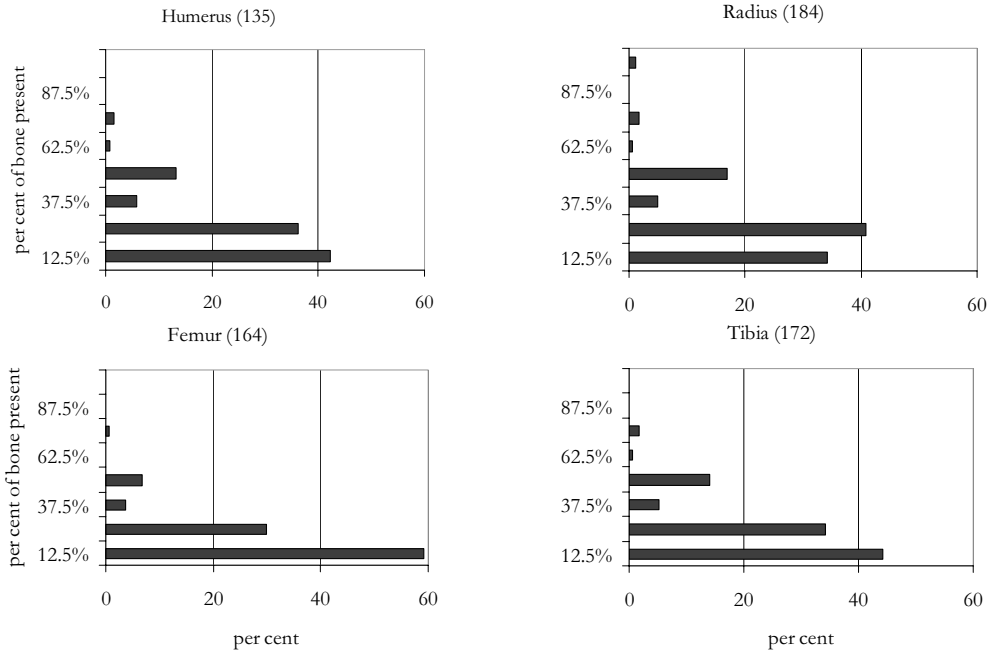 Humerus (135)
per cent of bone present
87.5%
62.5%
37.5%
12.5%
0 20 40 60
Radius (184)
87.5%
62.5%
37.5%
12.5%
0 20 40 60
Femur (164)
per cent of bone present
87.5%
62.5%
37.5%
12.5%
0 20 40 60
per cent
Tibia (172)
87.5%
62.5%
37.5%
12.5%
0 20 40 60
per cent